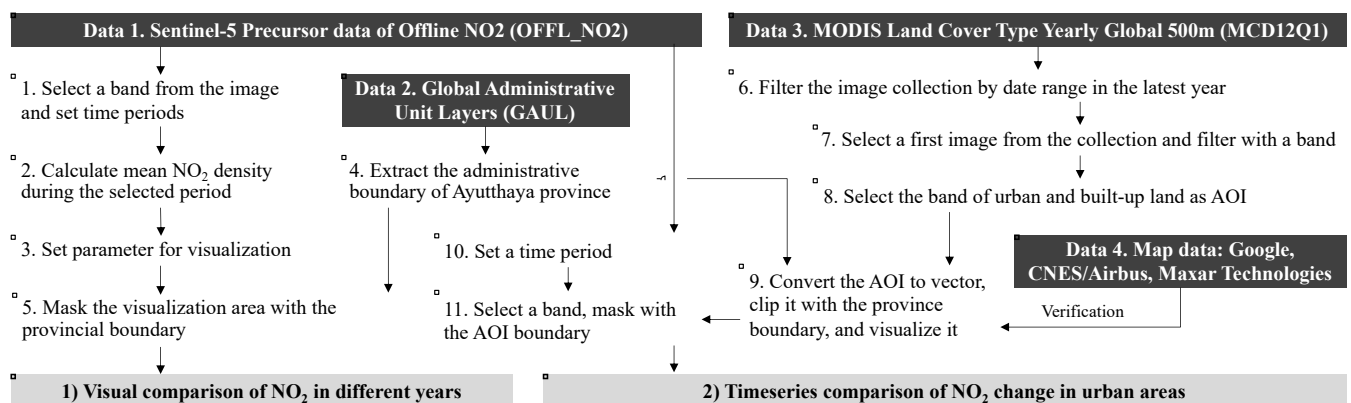 Data 1. Sentinel-5 Precursor data of Offline NO2 (OFFL_NO2)
1. Select a band from the image
and set time periods
2. Calculate mean NO₂ density
during the selected period
3. Set parameter for visualization
5. Mask the visualization area with the
provincial boundary
Data 2. Global Administrative
Unit Layers (GAUL)
4. Extract the administrative
boundary of Ayutthaya province
10. Set a time period
11. Select a band, mask with
the AOI boundary
Data 3. MODIS Land Cover Type Yearly Global 500m (MCD12Q1)
6. Filter the image collection by date range in the latest year
7. Select a first image from the collection and filter with a band
8. Select the band of urban and built-up land as AOI
9. Convert the AOI to vector,
clip it with the province
boundary, and visualize it
Data 4. Map data: Google,
CNES/Airbus, Maxar Technologies
Verification
1) Visual comparison of NO₂ in different years
2) Timeseries comparison of NO₂ change in urban areas